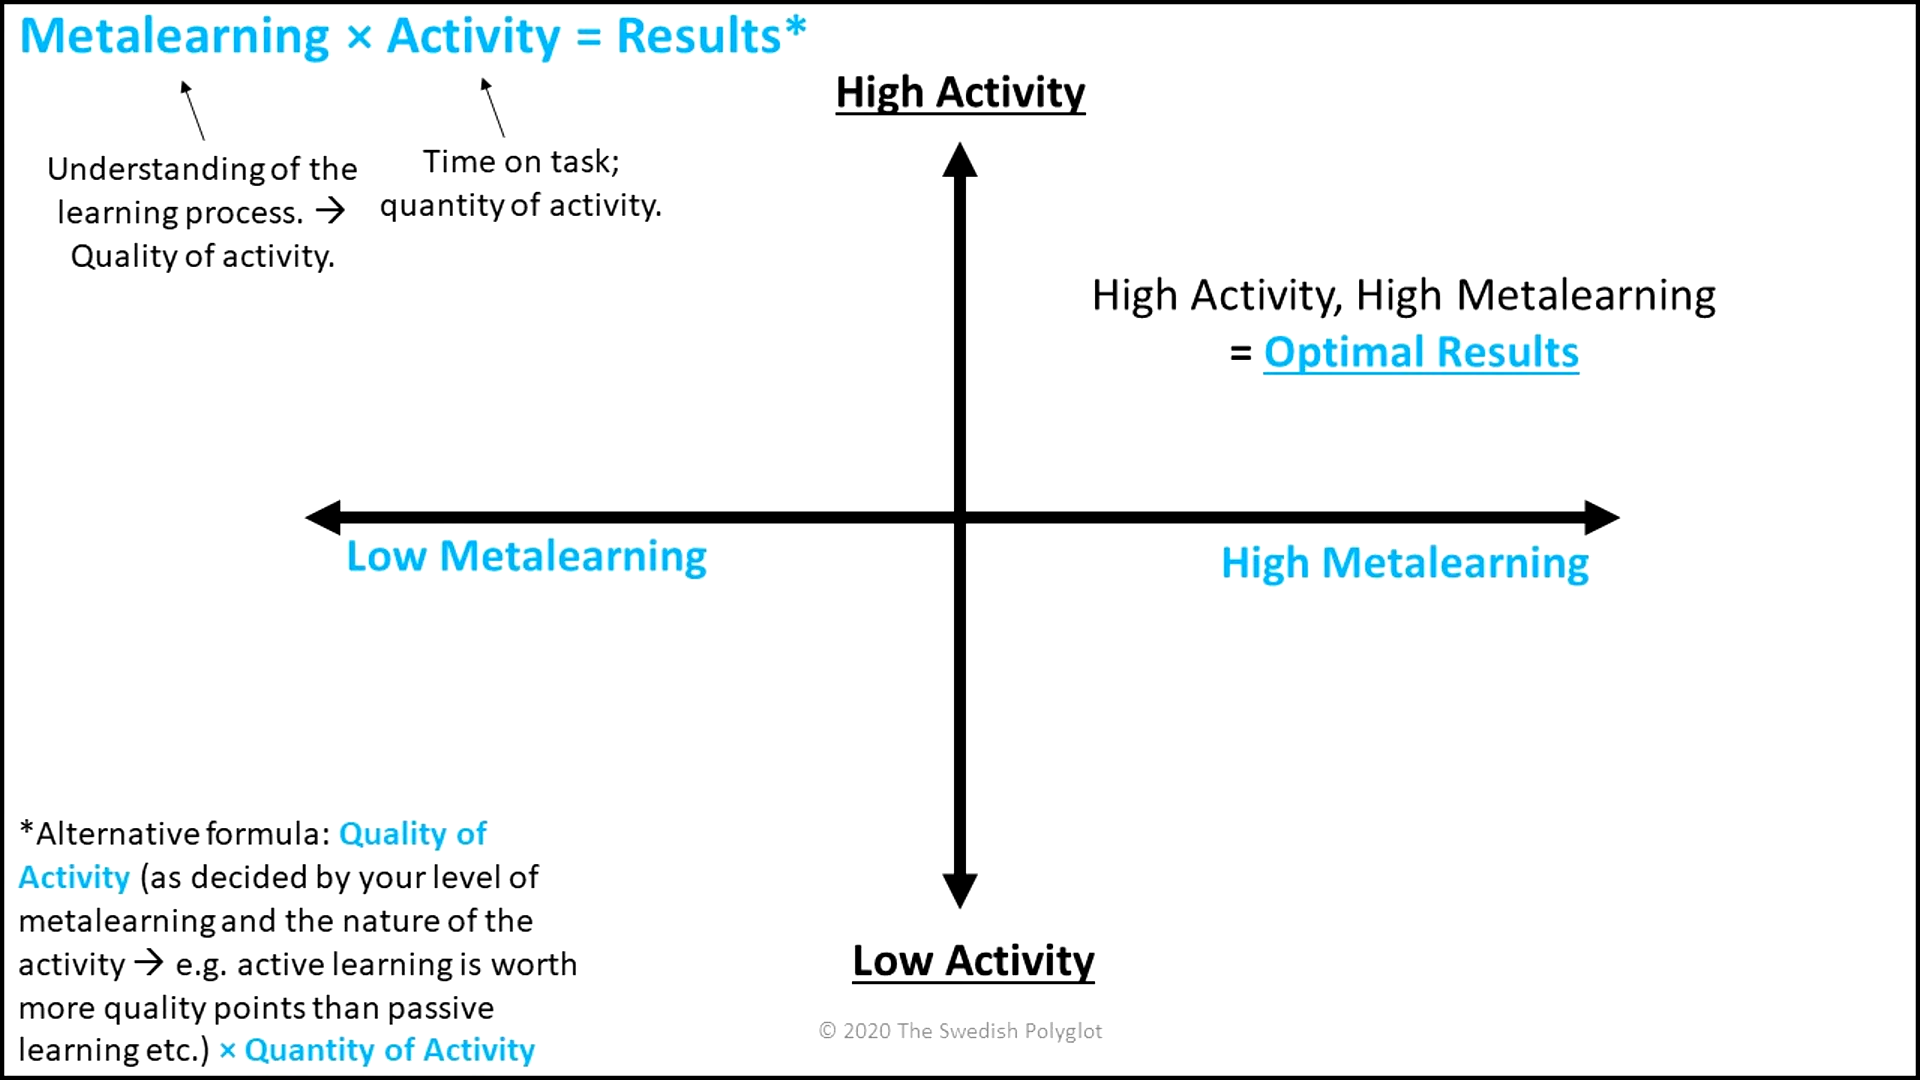 Metalearning × Activity = Results*
High Activity
Understanding of the
learning process. →
Quality of activity.
Time on task;
quantity of activity.
High Activity, High Metalearning
= Optimal Results
Low Metalearning
High Metalearning
*Alternative formula: Quality of
Activity (as decided by your level of
metalearning and the nature of the
activity → e.g. active learning is worth
more quality points than passive
learning etc.) × Quantity of Activity
Low Activity
© 2020 The Swedish Polyglot